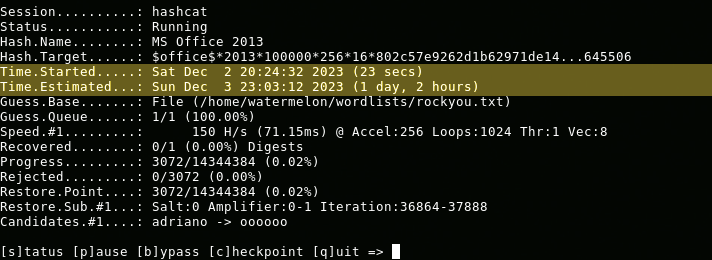 Session..........: hashcat
Status...........: Running
Hash.Name........: MS Office 2013
Hash.Target......: $office$*2013*100000*256*16*802c57e9262d1b62971de14...645506
Time.Started.....: Sat Dec  2 20:24:32 2023 (23 secs)
Time.Estimated...: Sun Dec  3 23:03:12 2023 (1 day, 2 hours)
Guess.Base.......: File (/home/watermelon/wordlists/rockyou.txt)
Guess.Queue......: 1/1 (100.00%)
Speed.#1.........:      150 H/s (71.15ms) @ Accel:256 Loops:1024 Thr:1 Vec:8
Recovered........: 0/1 (0.00%) Digests
Progress.........: 3072/14344384 (0.02%)
Rejected.........: 0/3072 (0.00%)
Restore.Point....: 3072/14344384 (0.02%)
Restore.Sub.#1...: Salt:0 Amplifier:0-1 Iteration:36864-37888
Candidates.#1....: adriano -> oooooo
[s]tatus [p]ause [b]ypass [c]heckpoint [q]uit =>